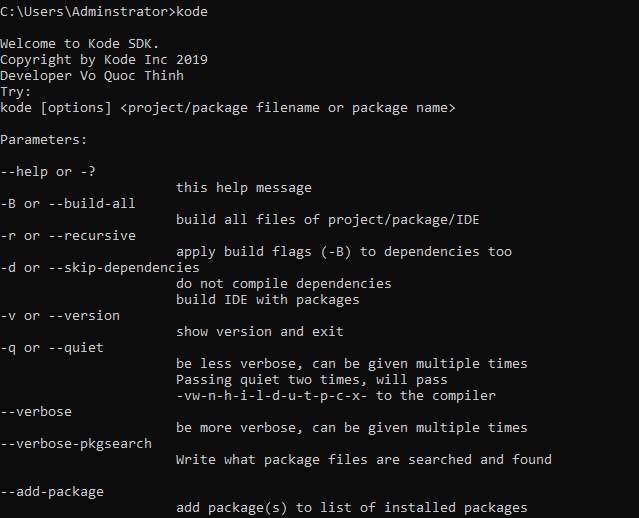 C:\Users\Adminstrator>kode
Welcome to Kode SDK.
Copyright by Kode Inc 2019
Developer Vo Quoc Thinh
Try:
kode [options] <project/package filename or package name>
Parameters:
--help or -?
this help message
-B or --build-all
build all files of project/package/IDE
-r or --recursive
apply build flags (-B) to dependencies too
-d or --skip-dependencies
do not compile dependencies
build IDE with packages
-v or --version
show version and exit
-q or --quiet
be less verbose, can be given multiple times
Passing quiet two times, will pass
-vw-n-h-i-l-d-u-t-p-c-x- to the compiler
--verbose
be more verbose, can be given multiple times
--verbose-pkgsearch
Write what package files are searched and found
--add-package
add package(s) to list of installed packages